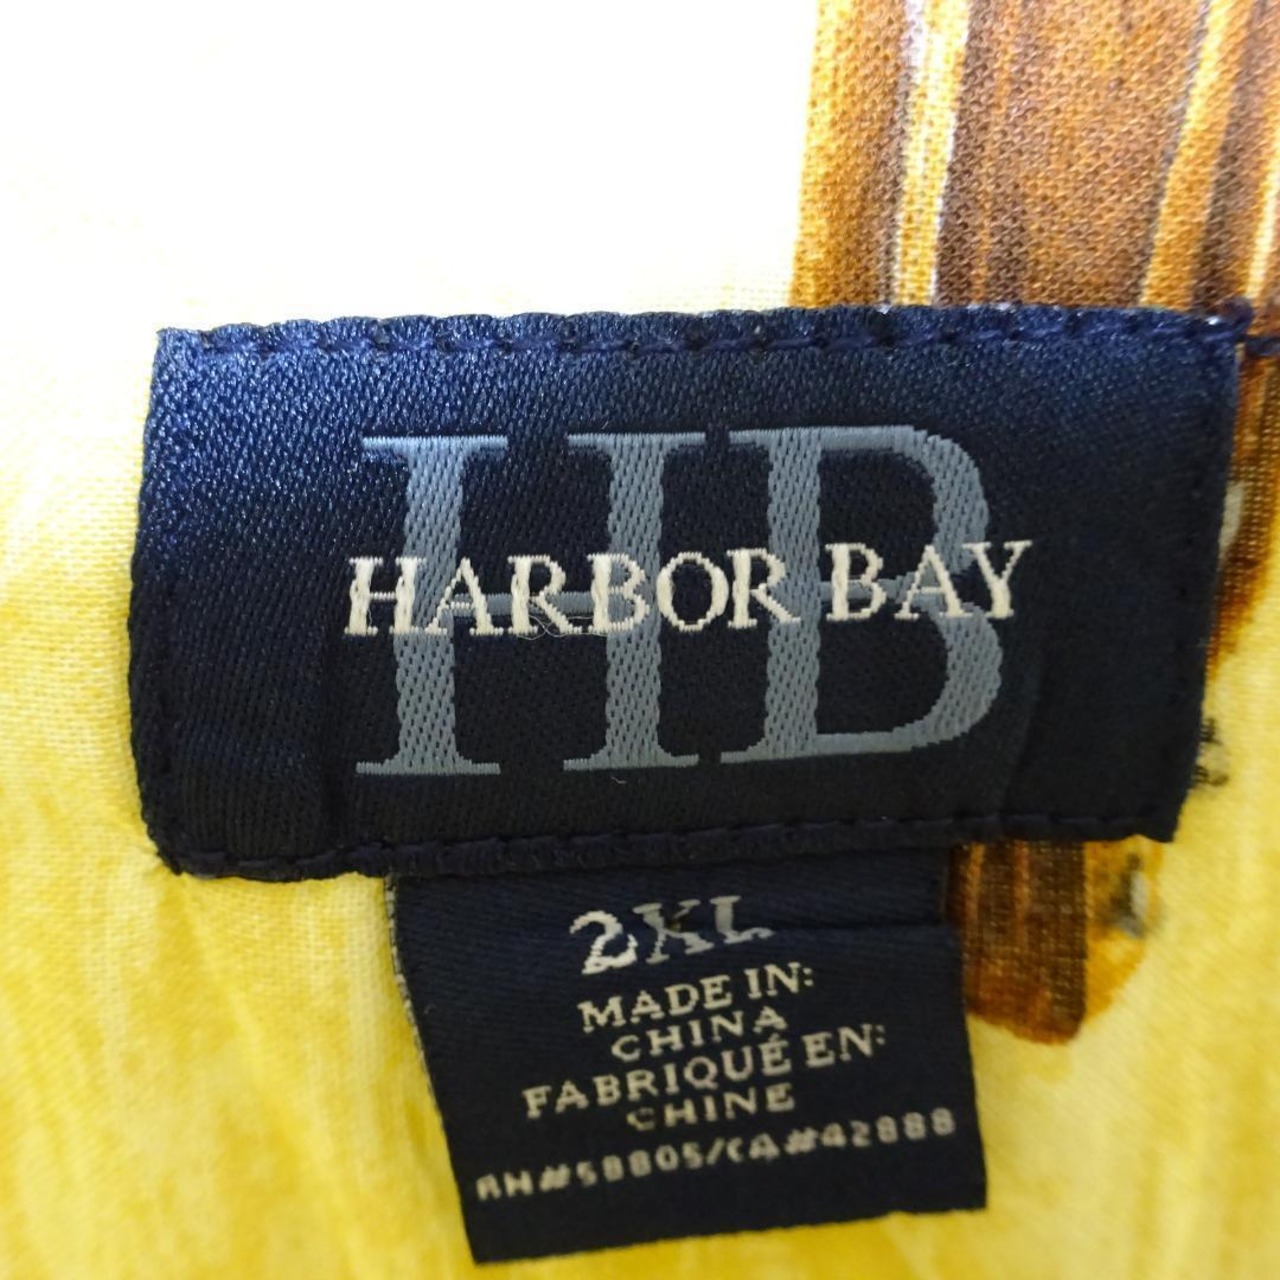 HB
HARBOR BAY
2XL
MADE IN:
CHINA
FABRIQUÉ EN:
CHINE
RN#58805/CA#42888